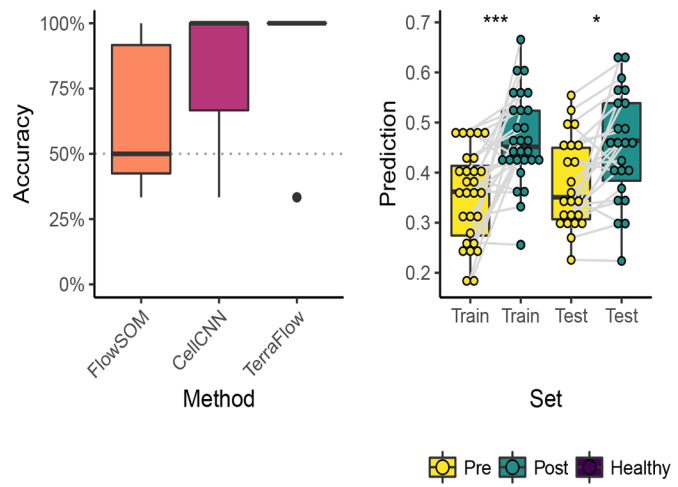 100%
75%
50%
25%
0%
Accuracy
FlowSOM
CellCNN
TerraFlow
Method
0.7
0.6
0.5
0.4
0.3
0.2
Prediction
***
*
Train Train Test Test
Set
Pre Post Healthy